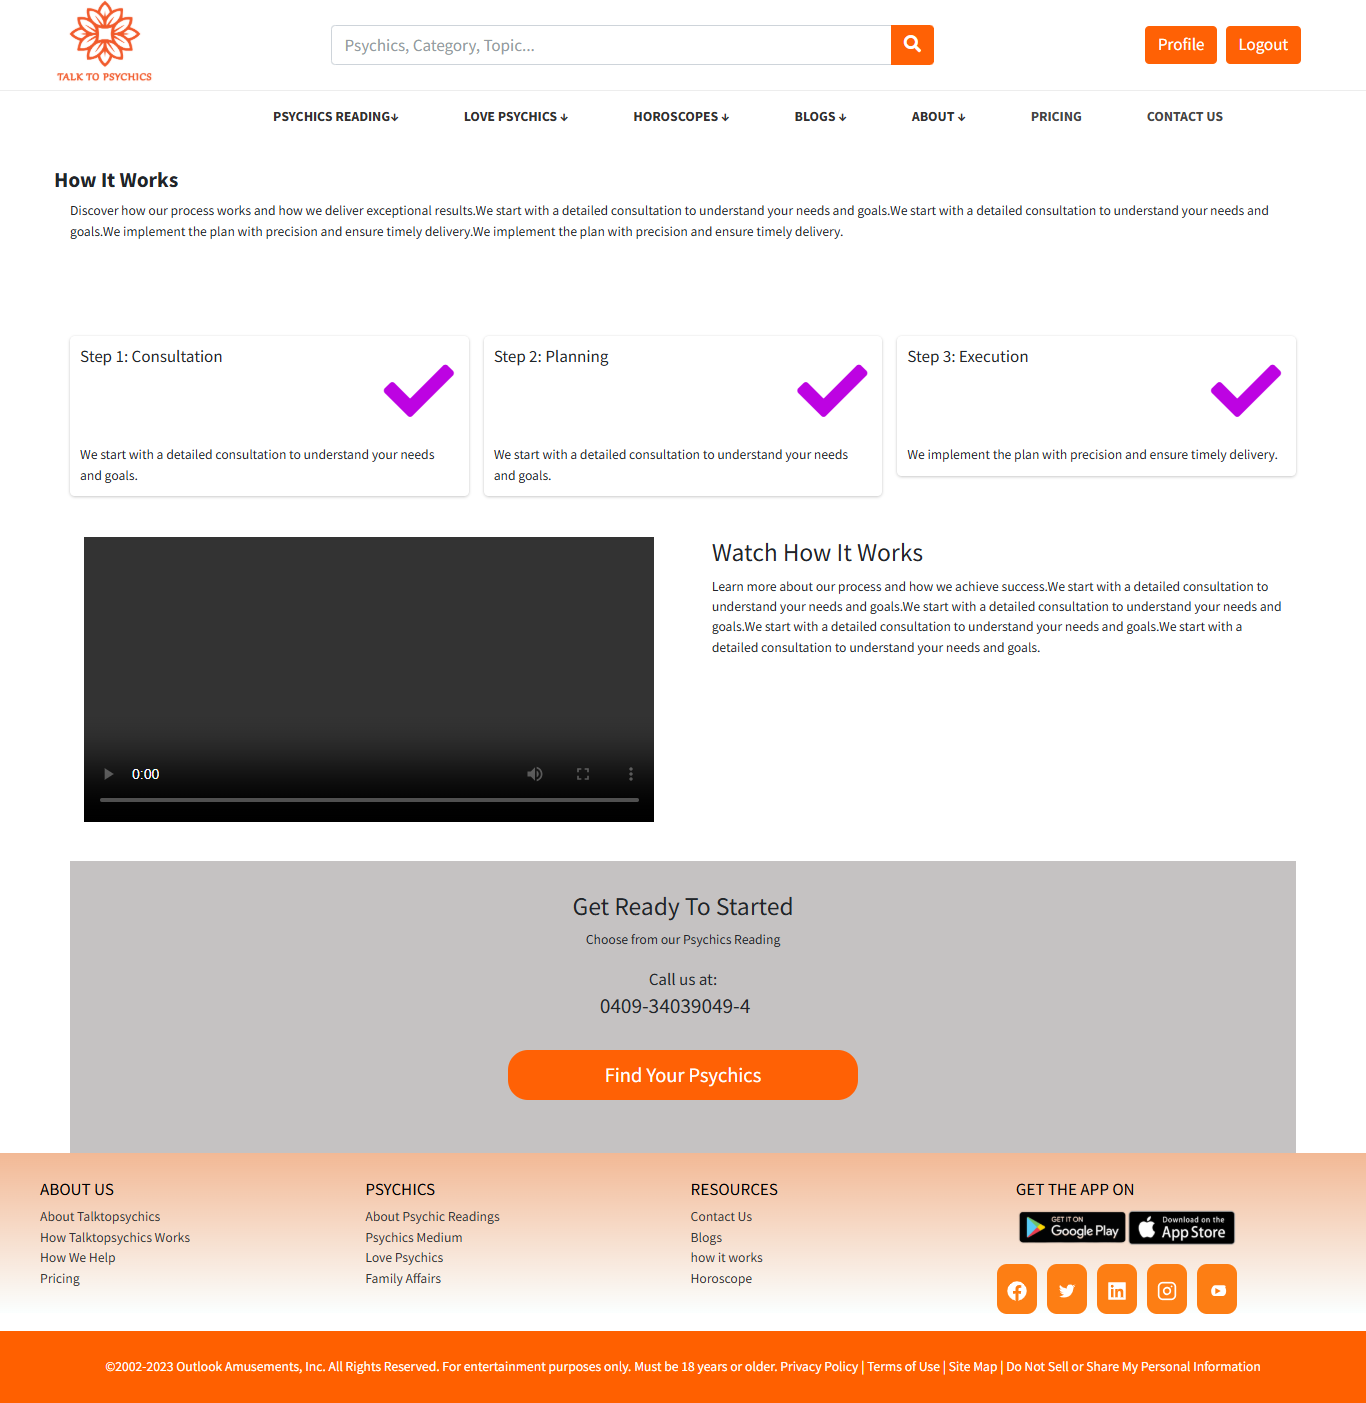 TALK TO PSYCHICS
Psychics, Category, Topic...
Profile
Logout
PSYCHICS READING↓
LOVE PSYCHICS ↓
HOROSCOPES ↓
BLOGS ↓
ABOUT ↓
PRICING
CONTACT US
How It Works
Discover how our process works and how we deliver exceptional results.We start with a detailed consultation to understand your needs and goals.We start with a detailed consultation to understand your needs and
goals.We implement the plan with precision and ensure timely delivery.We implement the plan with precision and ensure timely delivery.
Step 1: Consultation
We start with a detailed consultation to understand your needs
and goals.
Step 2: Planning
We start with a detailed consultation to understand your needs
and goals.
Step 3: Execution
We implement the plan with precision and ensure timely delivery.
0:00
Watch How It Works
Learn more about our process and how we achieve success.We start with a detailed consultation to
understand your needs and goals.We start with a detailed consultation to understand your needs and
goals.We start with a detailed consultation to understand your needs and goals.We start with a
detailed consultation to understand your needs and goals.
Get Ready To Started
Choose from our Psychics Reading
Call us at:
0409-34039049-4
Find Your Psychics
ABOUT US
About Talktopsychics
How Talktopsychics Works
How We Help
Pricing
PSYCHICS
About Psychic Readings
Psychics Medium
Love Psychics
Family Affairs
RESOURCES
Contact Us
Blogs
how it works
Horoscope
GET THE APP ON
GET IT ON
Google Play
Download on the
App Store
©2002-2023 Outlook Amusements, Inc. All Rights Reserved. For entertainment purposes only. Must be 18 years or older. Privacy Policy | Terms of Use | Site Map | Do Not Sell or Share My Personal Information